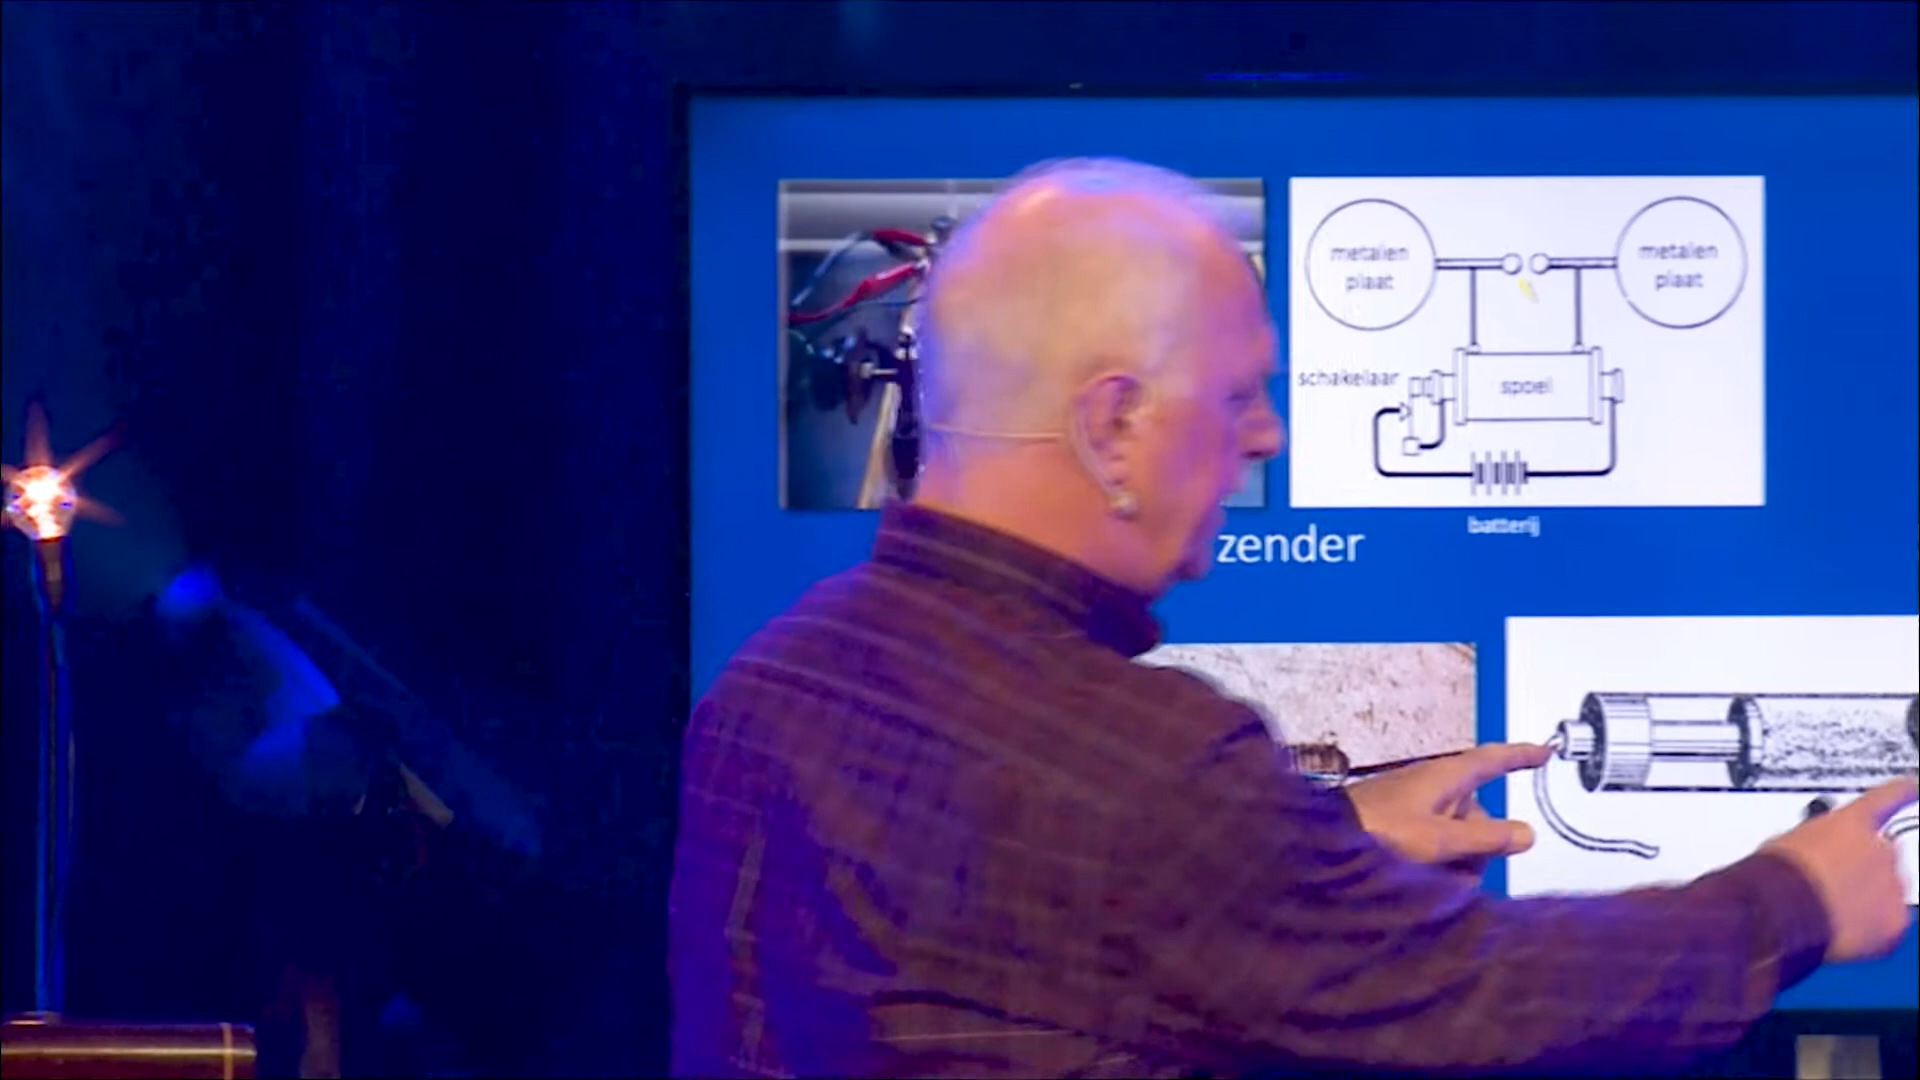 metalen
plaat
metalen
plaat
schakelaar
spoel
batterij
zender